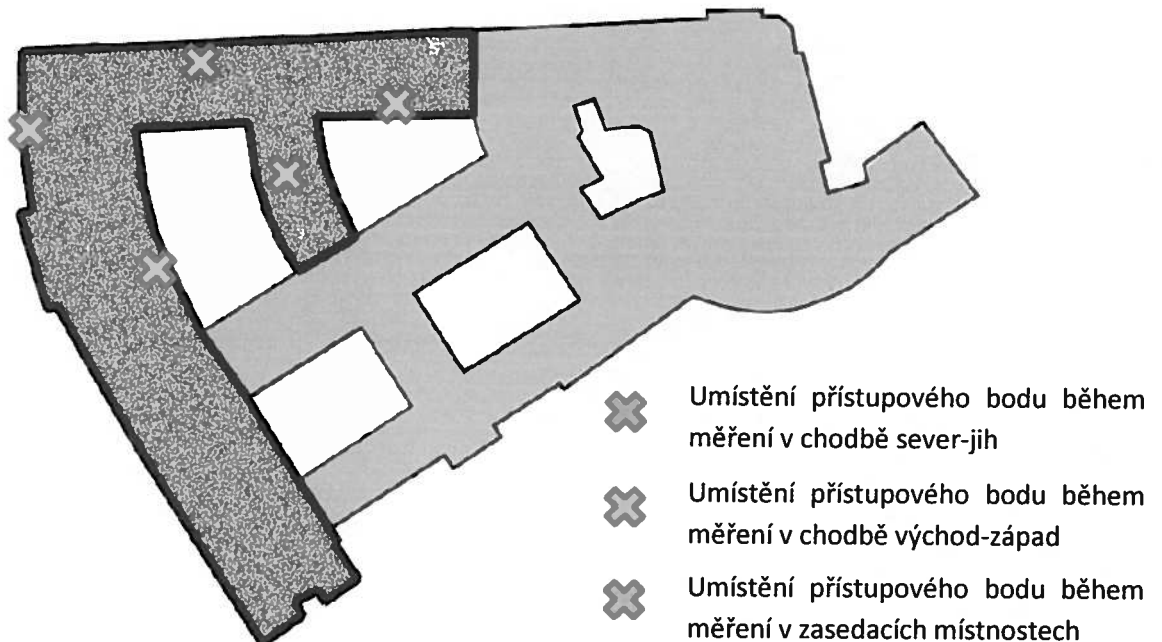 Umístění přístupového bodu během
měření v chodbě sever-jih
Umístění přístupového bodu během
měření v chodbě východ-západ
Umístění přístupového bodu během
měření v zasedacích místnostech